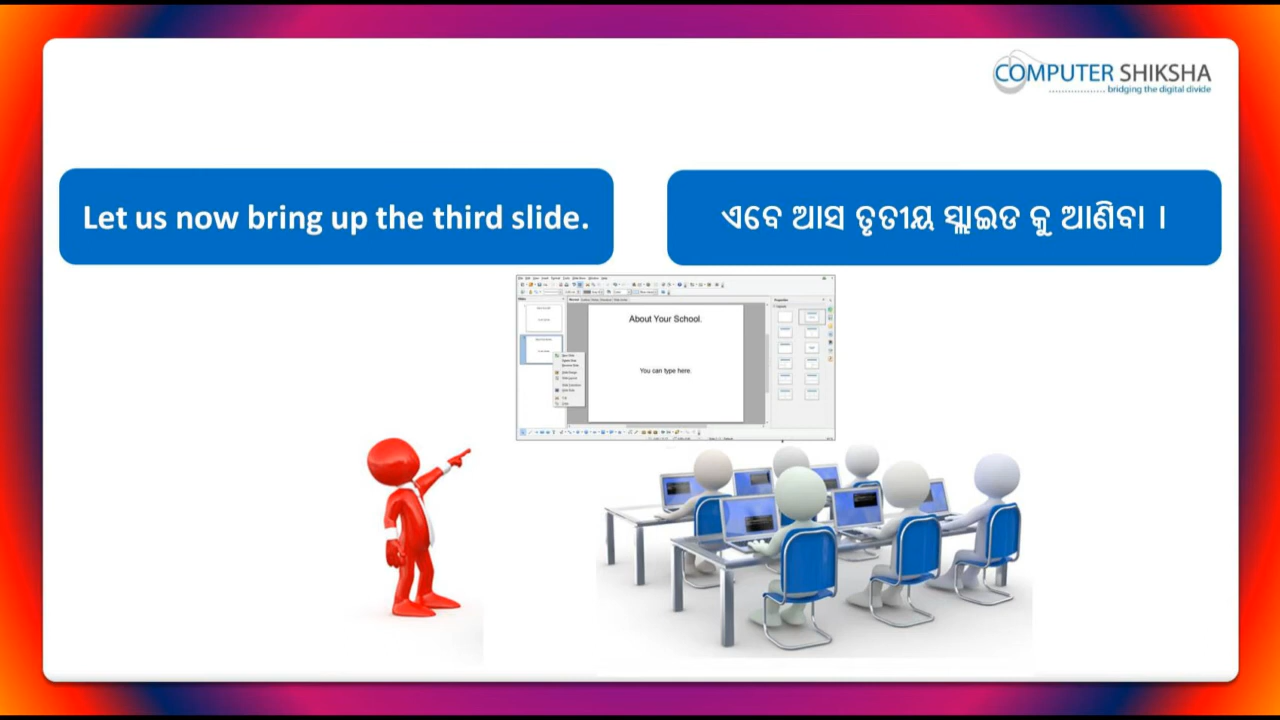 COMPUTER SHIKSHA
bridging the digital divide
Let us now bring up the third slide.
ଏବେ ଆସ ତୃତୀୟ ସ୍ଲାଇଡ କୁ ଆଣିବା ।
About Your School.
You can type here.